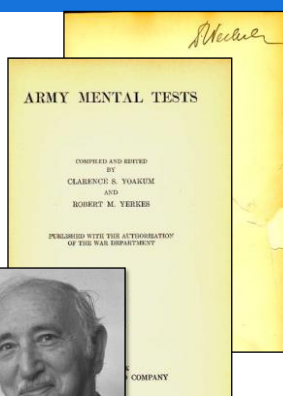 ARMY MENTAL TESTS
COMPILED AND EDITED
BY
CLARENCE S. YOAKUM
AND
ROBERT M. YERKES
PUBLISHED WITH THE AUTHORIZATION
OF THE WAR DEPARTMENT
COMPANY